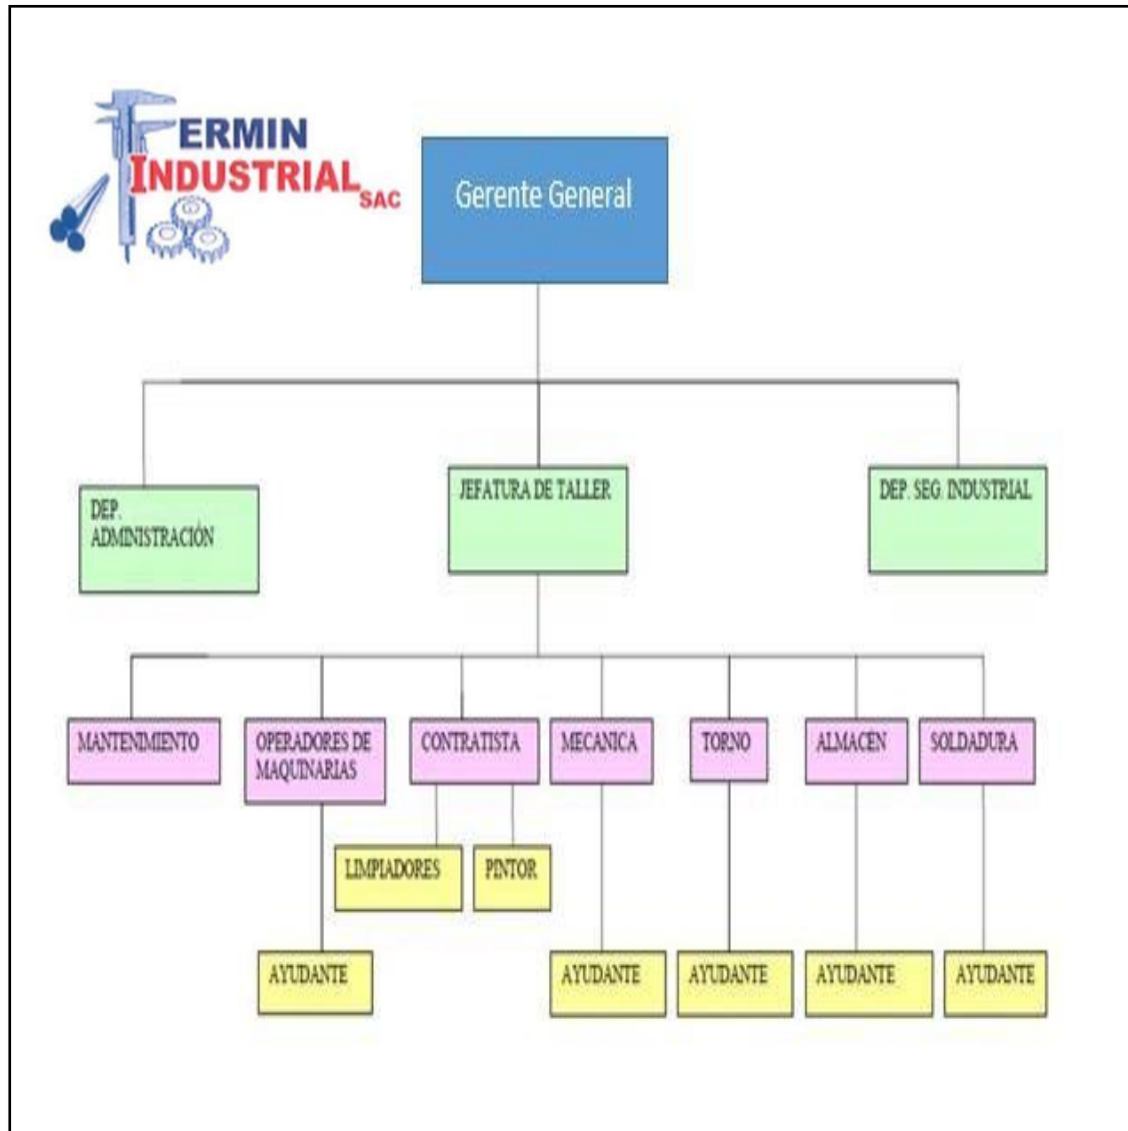 FERMIN
INDUSTRIAL SAC
Gerente General
DEP.
ADMINISTRACIÓN
JEFATURA DE TALLER
DEP. SEG. INDUSTRIAL
MANTENIMIENTO
OPERADORES DE
MAQUINARIAS
CONTRATISTA
MECANICA
TORNO
ALMACÉN
SOLDADURA
LIMPIADORES
PINTOR
AYUDANTE
AYUDANTE
AYUDANTE
AYUDANTE
AYUDANTE